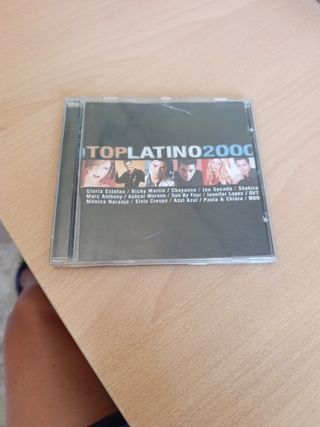 TOPLATINO2000
Gloria Estefan / Ricky Martin / Chayanne / Jon Secada / Shakira
Marc Anthony / Azúcar Moreno / Son By Four / Jennifer Lopez / OV7
Mónica Naranjo / Elvis Crespo / Azul Azul / Paola & Chiara / MDO